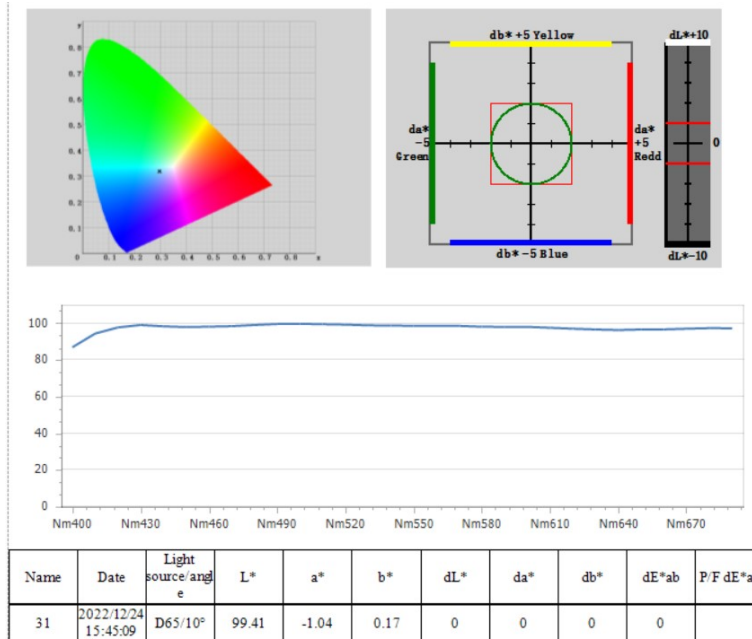 y
0.8
0.7
0.6
0.5
0.4
0.3
0.2
0.1
0 0.1 0.2 0.3 0.4 0.5 0.6 0.7 0.8 x
db* +5 Yellow
da*
-5
Green
da*
+5
Redd
db* -5 Blue
dL*+10
0
dL*-10
100
80
60
40
20
0
Nm400 Nm430 Nm460 Nm490 Nm520 Nm550 Nm580 Nm610 Nm640 Nm670
Name Date Light source/angl e L* a* b* dL* da* db* dE*ab P/F dE*a
31 2022/12/24 15:45:09 D65/10° 99.41 -1.04 0.17 0 0 0 0